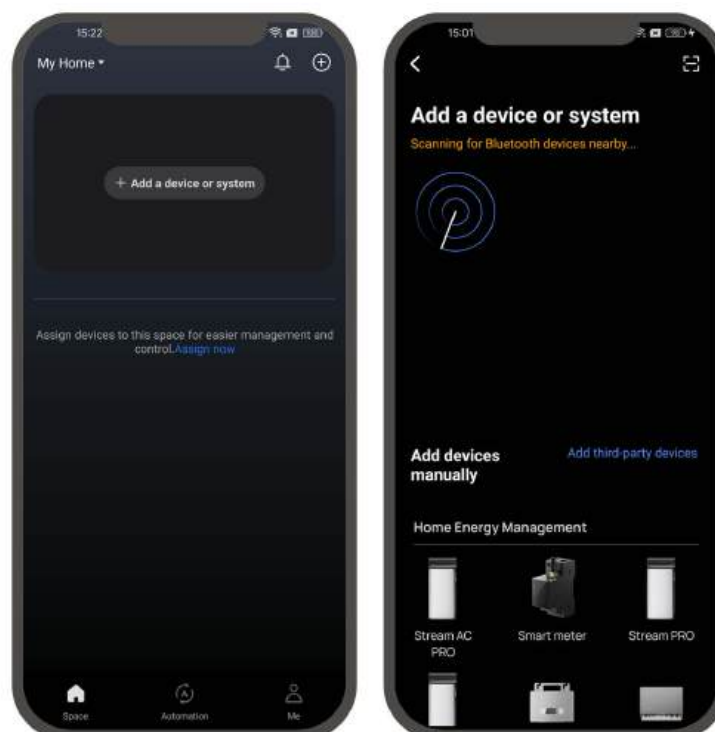 15:22
My Home
+ Add a device or system
Assign devices to this space for easier management and
control.Assign now
Space
Automation
Me
15:01
Add a device or system
Scanning for Bluetooth devices nearby...
Add devices
manually
Add third-party devices
Home Energy Management
Stream AC
PRO
Smart meter
Stream PRO